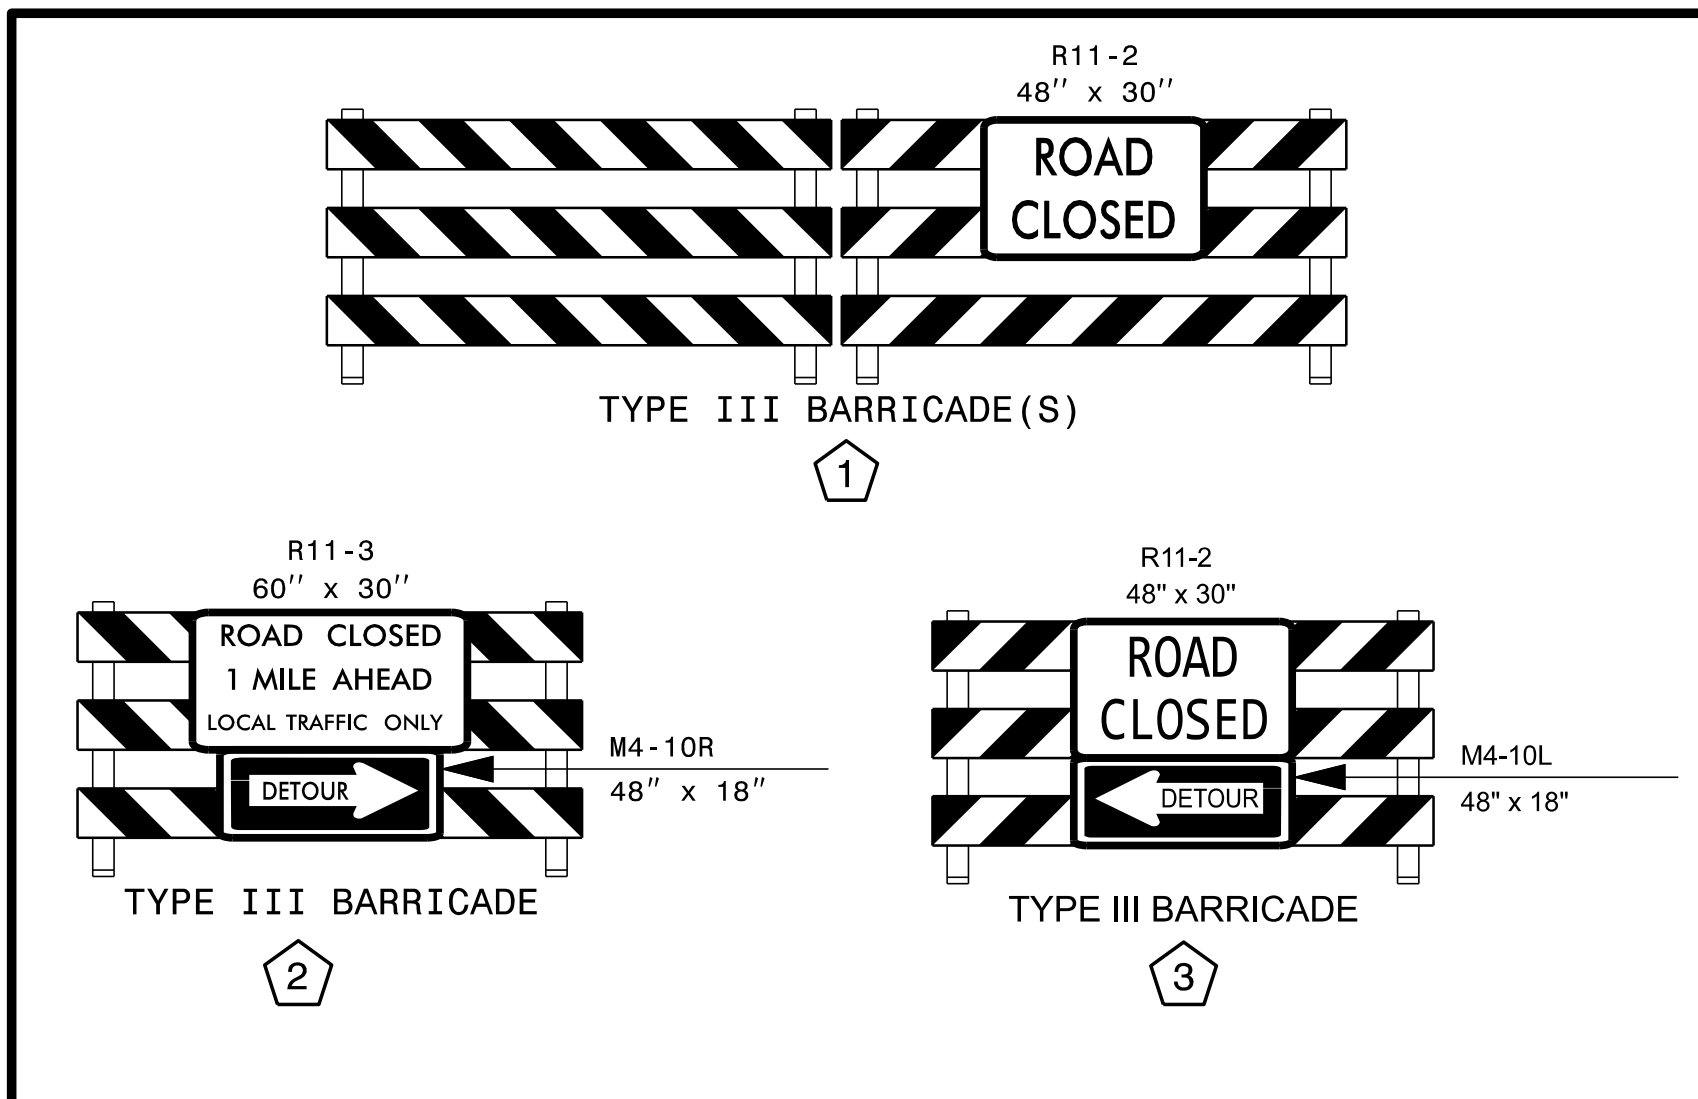 R11-2
48'' x 30''
ROAD
CLOSED
TYPE III BARRICADE(S)
1
R11-3
60'' x 30''
ROAD CLOSED
1 MILE AHEAD
LOCAL TRAFFIC ONLY
DETOUR
M4-10R
48'' x 18''
TYPE III BARRICADE
2
R11-2
48" x 30"
ROAD
CLOSED
DETOUR
M4-10L
48" x 18"
TYPE III BARRICADE
3